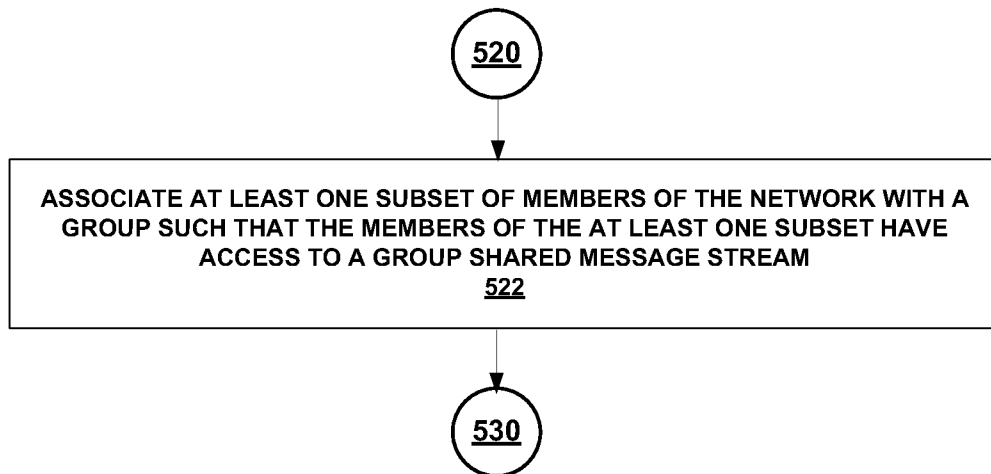 520
ASSOCIATE AT LEAST ONE SUBSET OF MEMBERS OF THE NETWORK WITH A
GROUP SUCH THAT THE MEMBERS OF THE AT LEAST ONE SUBSET HAVE
ACCESS TO A GROUP SHARED MESSAGE STREAM
522
530